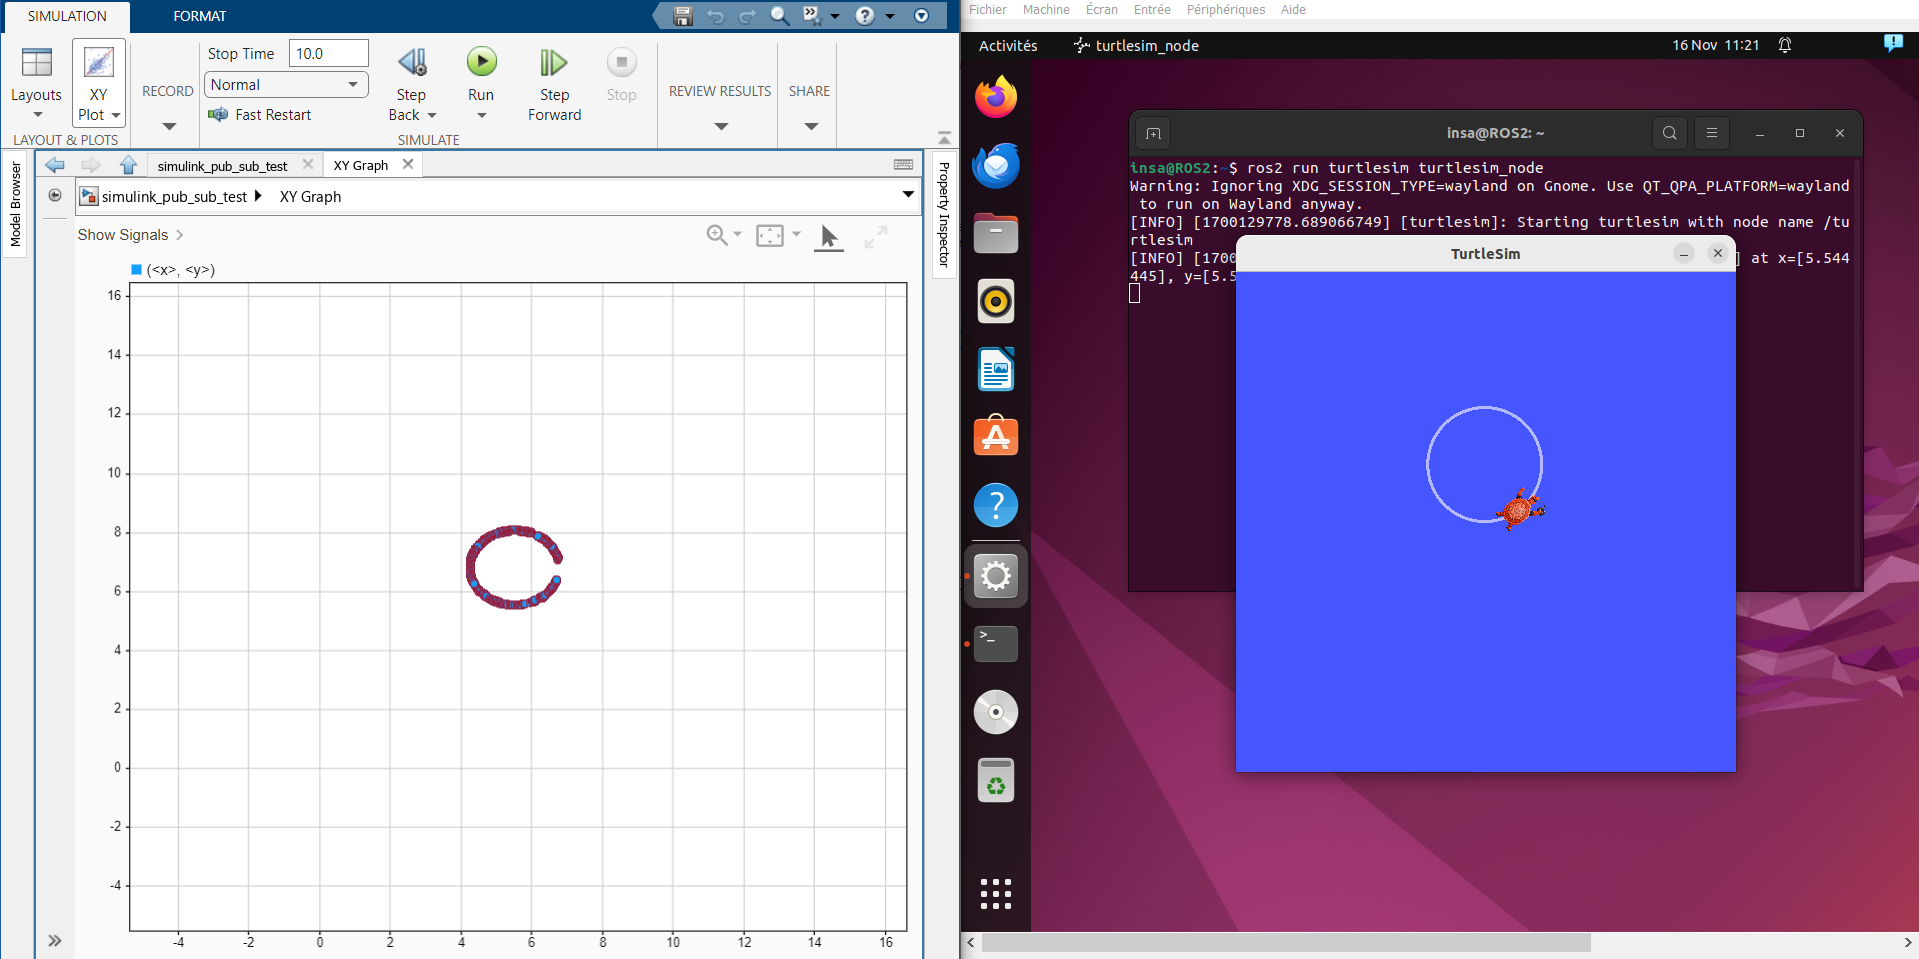 SIMULATION
FORMAT
Stop Time
10.0
Normal
Fast Restart
Layouts
XY
Plot
RECORD
Step
Back
Run
Step
Forward
Stop
REVIEW RESULTS
SHARE
LAYOUT & PLOTS
SIMULATE
simulink_pub_sub_test
XY Graph
simulink_pub_sub_test
XY Graph
Model Browser
Property Inspector
Show Signals
(<x>, <y>)
16
14
12
10
8
6
4
2
0
-2
-4
-4
-2
0
2
4
6
8
10
12
14
16
Fichier Machine Écran Entrée Périphériques Aide
Activités
turtlesim_node
16 Nov 11:21
insa@ROS2: ~
insa@ROS2:~$ ros2 run turtlesim turtlesim_node
Warning: Ignoring XDG_SESSION_TYPE=wayland on Gnome. Use QT_QPA_PLATFORM=wayland
to run on Wayland anyway.
[INFO] [1700129778.689066749] [turtlesim]: Starting turtlesim with node name /tu
rtlesim
[INFO] [1700
] at x=[5.544
445], y=[5.5
TurtleSim